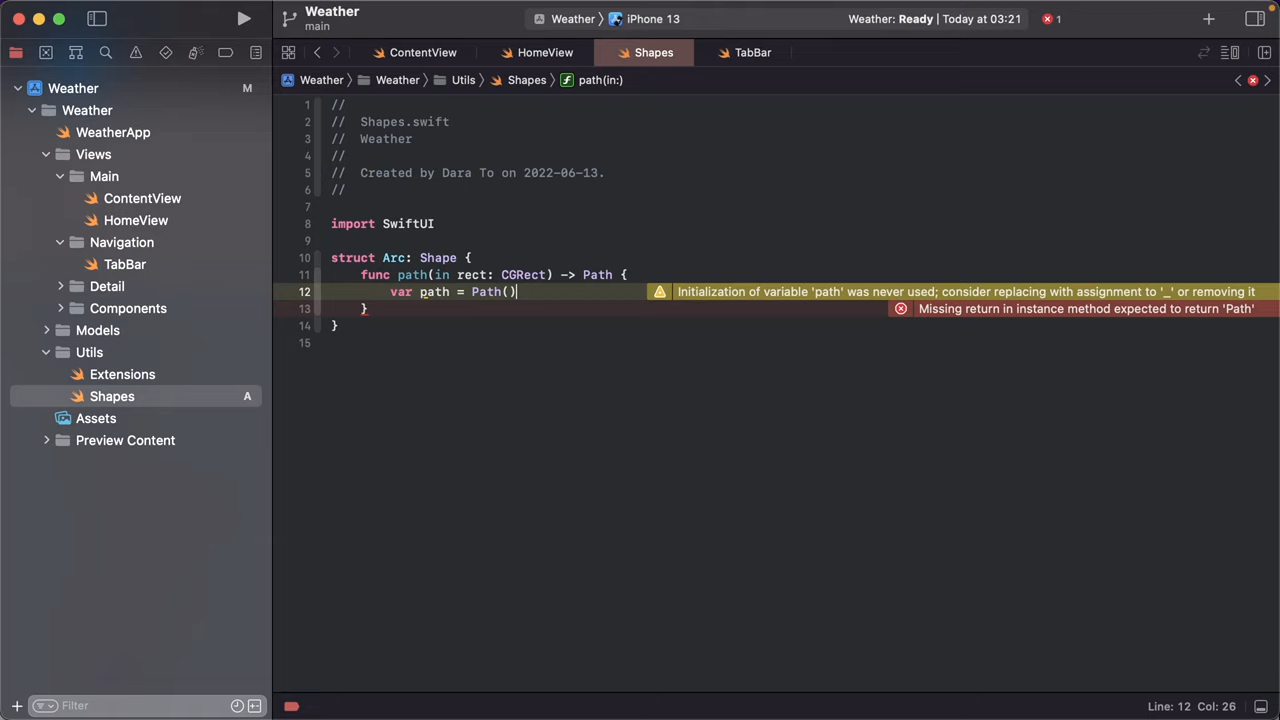 Weather
main
Weather 〉 iPhone 13
Weather: Ready | Today at 03:21
1
ContentView
HomeView
Shapes
TabBar
Weather 〉 Weather 〉 Utils 〉 Shapes 〉 path(in:)
Weather M
Weather
WeatherApp
Views
Main
ContentView
HomeView
Navigation
TabBar
Detail
Components
Models
Utils
Extensions
Shapes A
Assets
Preview Content
Filter
1 //
2 //  Shapes.swift
3 //  Weather
4 //
5 //  Created by Dara To on 2022-06-13.
6 //
7
8 import SwiftUI
9
10 struct Arc: Shape {
11     func path(in rect: CGRect) -> Path {
12         var path = Path() Initialization of variable 'path' was never used; consider replacing with assignment to '_' or removing it
13     } Missing return in instance method expected to return 'Path'
14 }
15
Line: 12 Col: 26